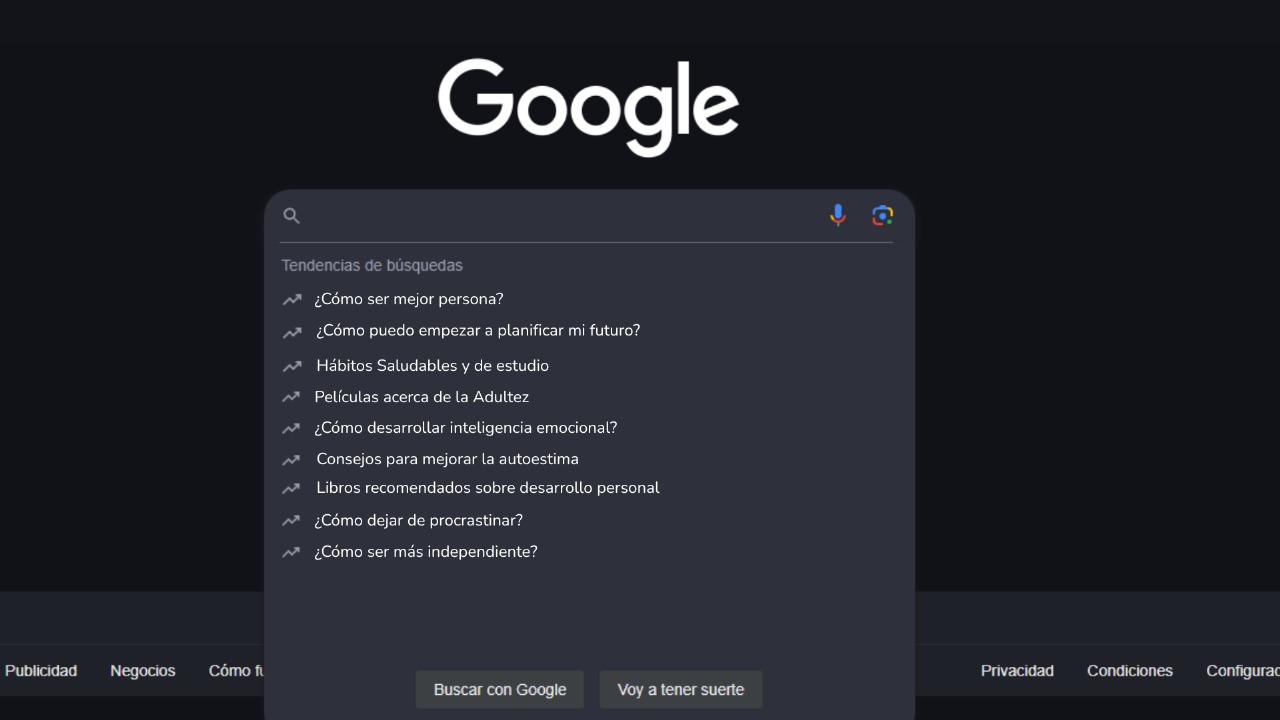 Google
Tendencias de búsquedas
¿Cómo ser mejor persona?
¿Cómo puedo empezar a planificar mi futuro?
Hábitos Saludables y de estudio
Películas acerca de la Adultez
¿Cómo desarrollar inteligencia emocional?
Consejos para mejorar la autoestima
Libros recomendados sobre desarrollo personal
¿Cómo dejar de procrastinar?
¿Cómo ser más independiente?
Publicidad Negocios Cómo Privacidad Condiciones
Buscar con Google Voy a tener suerte